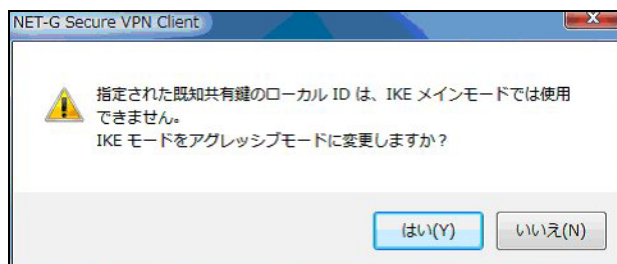 NET-G Secure VPN Client
指定された既知共有鍵のローカル ID は、IKE メインモードでは使用
できません。
IKE モードをアグレッシブモードに変更しますか？
はい(Y)
いいえ(N)